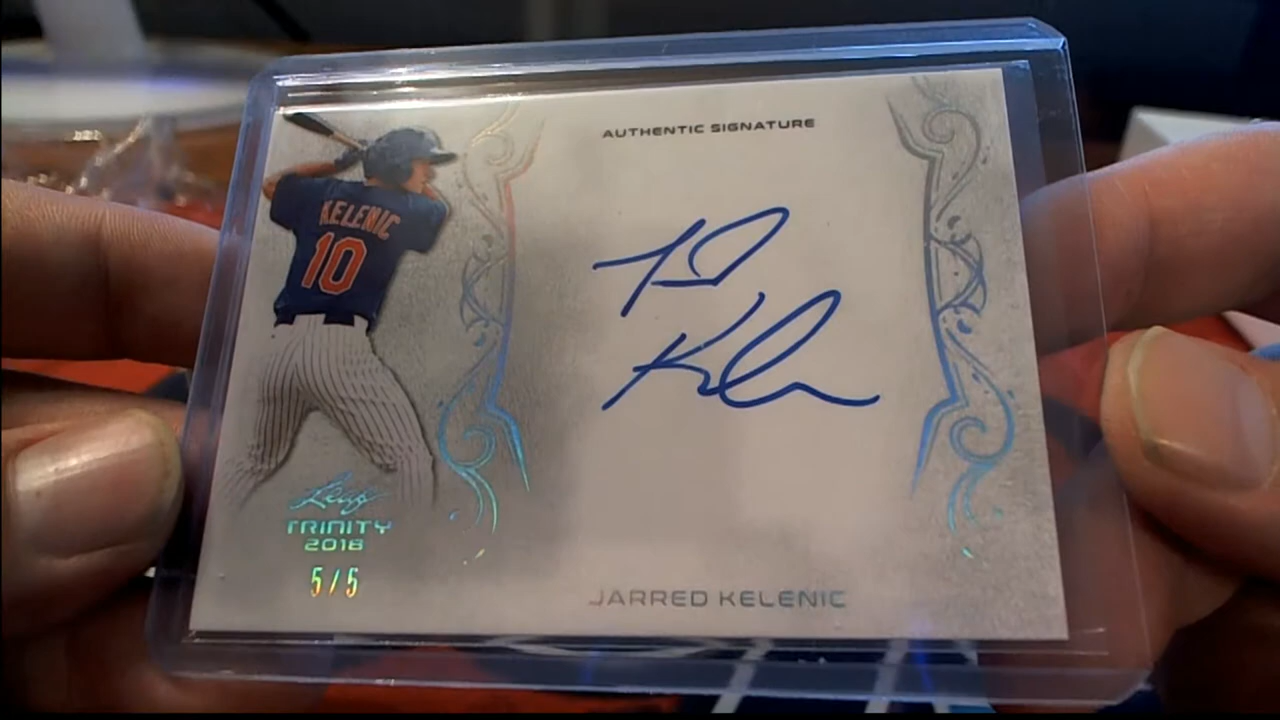 AUTHENTIC SIGNATURE
KELENIC
10
Leaf
TRINITY
2018
5/5
JARRED KELENIC